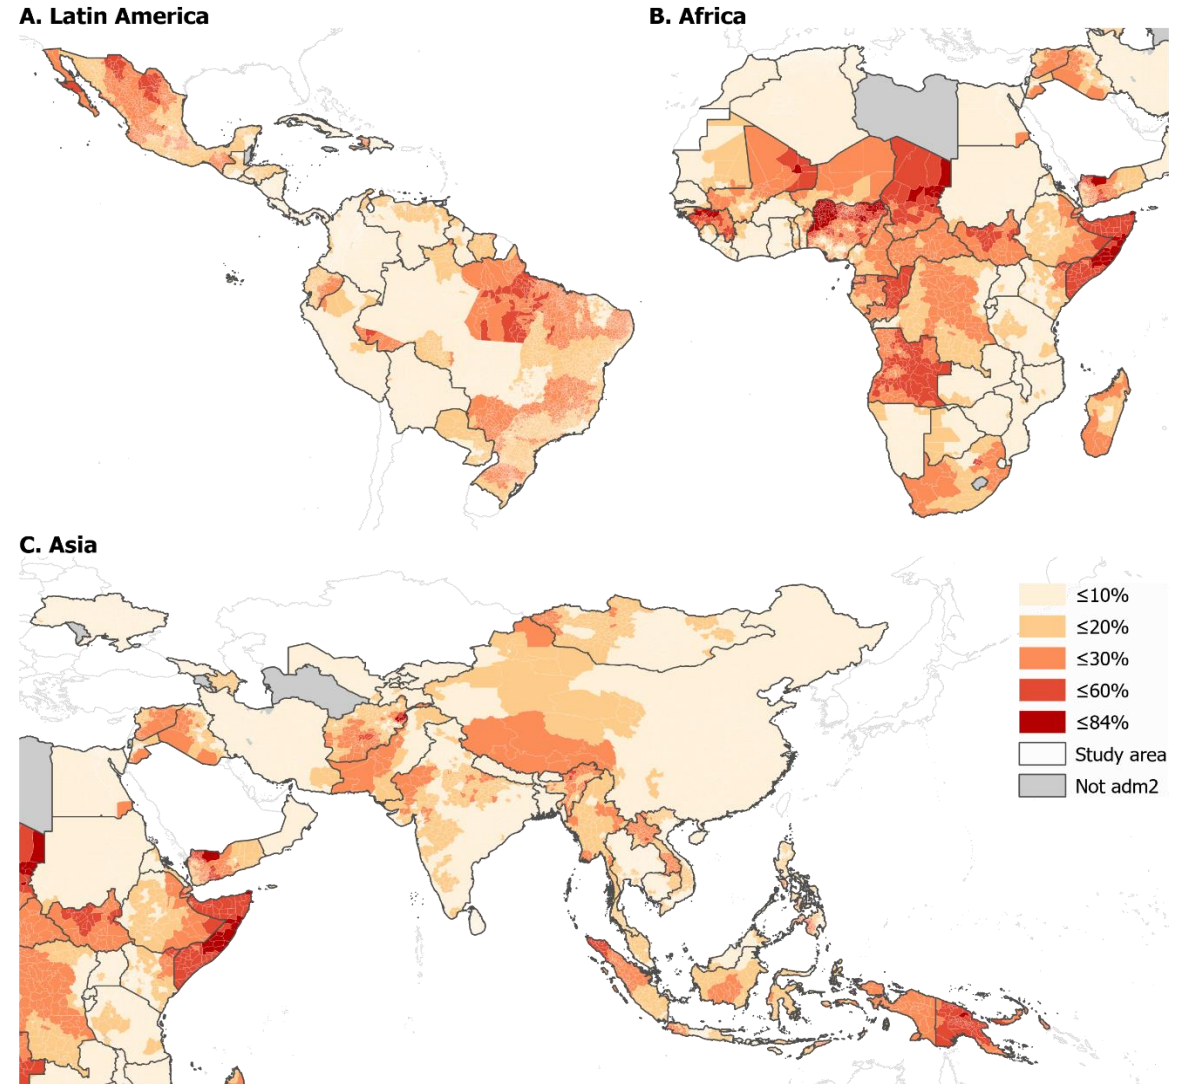 A. Latin America
B. Africa
C. Asia
≤10%
≤20%
≤30%
≤60%
≤84%
Study area
Not adm2